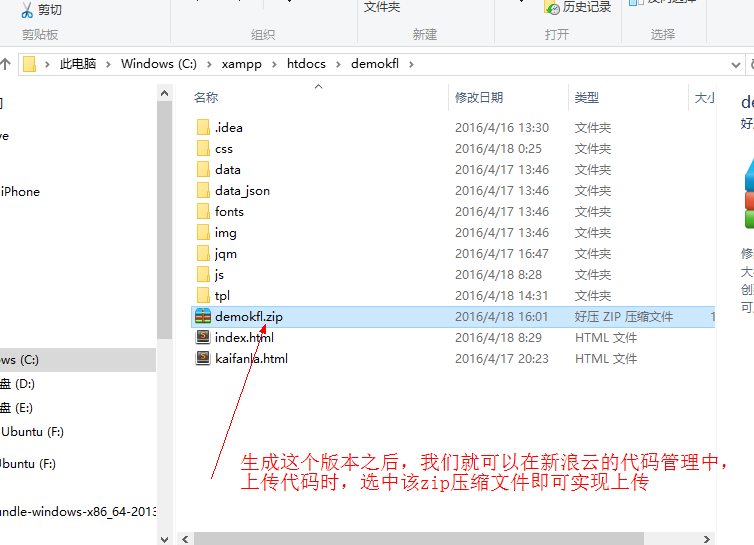 剪切
文件夹
历史记录
剪贴板
组织
新建
打开
选择
此电脑 > Windows (C:) > xampp > htdocs > demokfl >
名称
修改日期
类型
大小
.idea 2016/4/16 13:30 文件夹
css 2016/4/18 0:25 文件夹
data 2016/4/17 13:46 文件夹
data_json 2016/4/17 13:46 文件夹
fonts 2016/4/17 13:46 文件夹
img 2016/4/17 13:46 文件夹
jqm 2016/4/17 16:47 文件夹
js 2016/4/18 8:28 文件夹
tpl 2016/4/18 14:31 文件夹
demokfl.zip 2016/4/18 16:01 好压 ZIP 压缩文件 1
index.html 2016/4/18 8:29 HTML 文件
kaifanla.html 2016/4/17 20:23 HTML 文件
iPhone
ws (C:)
盘 (D:)
盘 (E:)
Ubuntu (F:)
Ubuntu (F:)
ndle-windows-x86_64-2013
de
好
修
大
创
可
生成这个版本之后，我们就可以在新浪云的代码管理中，
上传代码时，选中该zip压缩文件即可实现上传